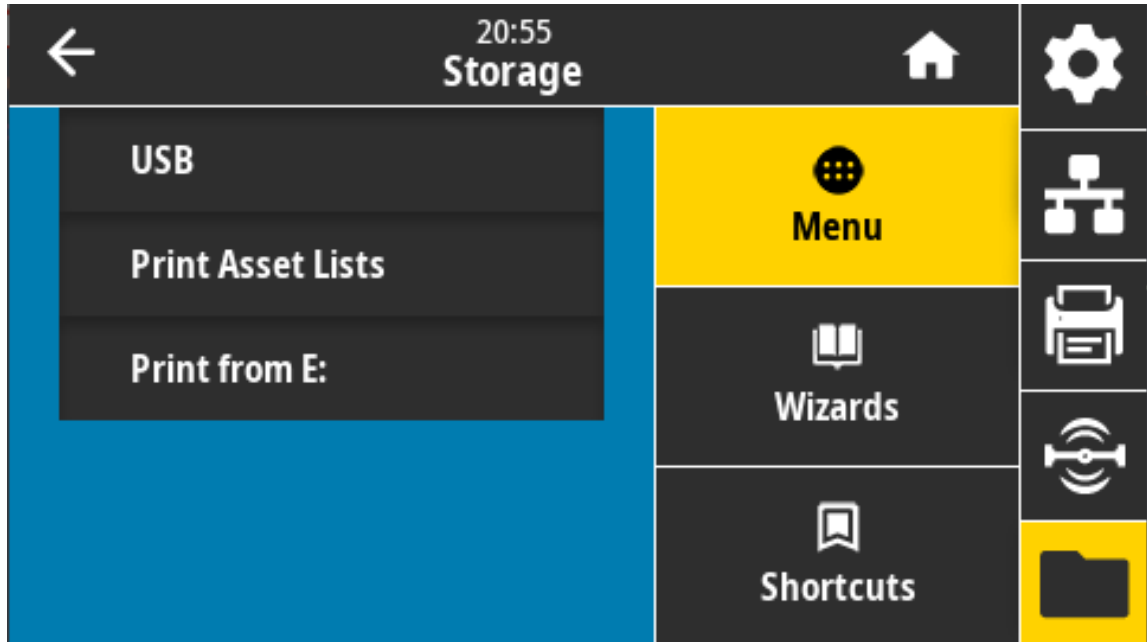 20:55
Storage
USB
Print Asset Lists
Print from E:
Menu
Wizards
Shortcuts